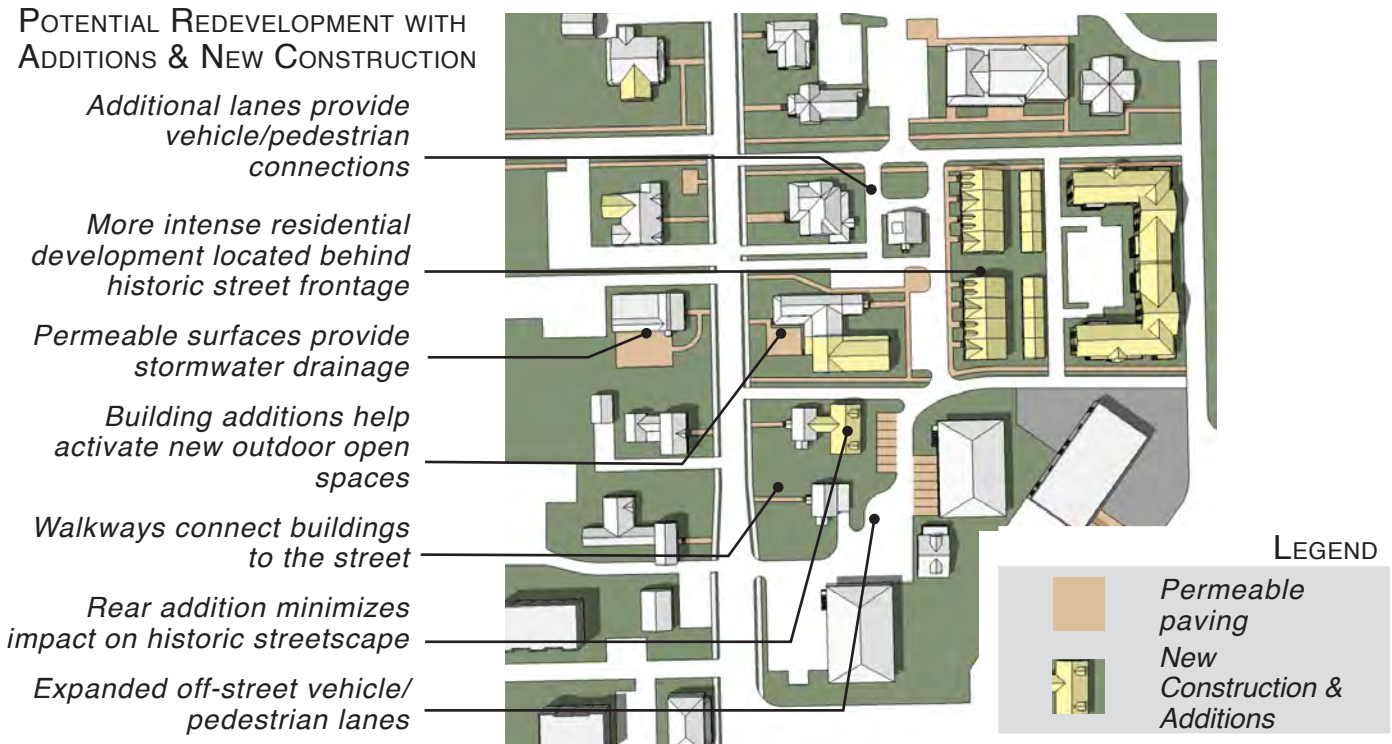 POTENTIAL REDEVELOPMENT WITH
ADDITIONS & NEW CONSTRUCTION
Additional lanes provide
vehicle/pedestrian
connections
More intense residential
development located behind
historic street frontage
Permeable surfaces provide
stormwater drainage
Building additions help
activate new outdoor open
spaces
Walkways connect buildings
to the street
Rear addition minimizes
impact on historic streetscape
Expanded off-street vehicle/
pedestrian lanes
LEGEND
Permeable
paving
New
Construction &
Additions